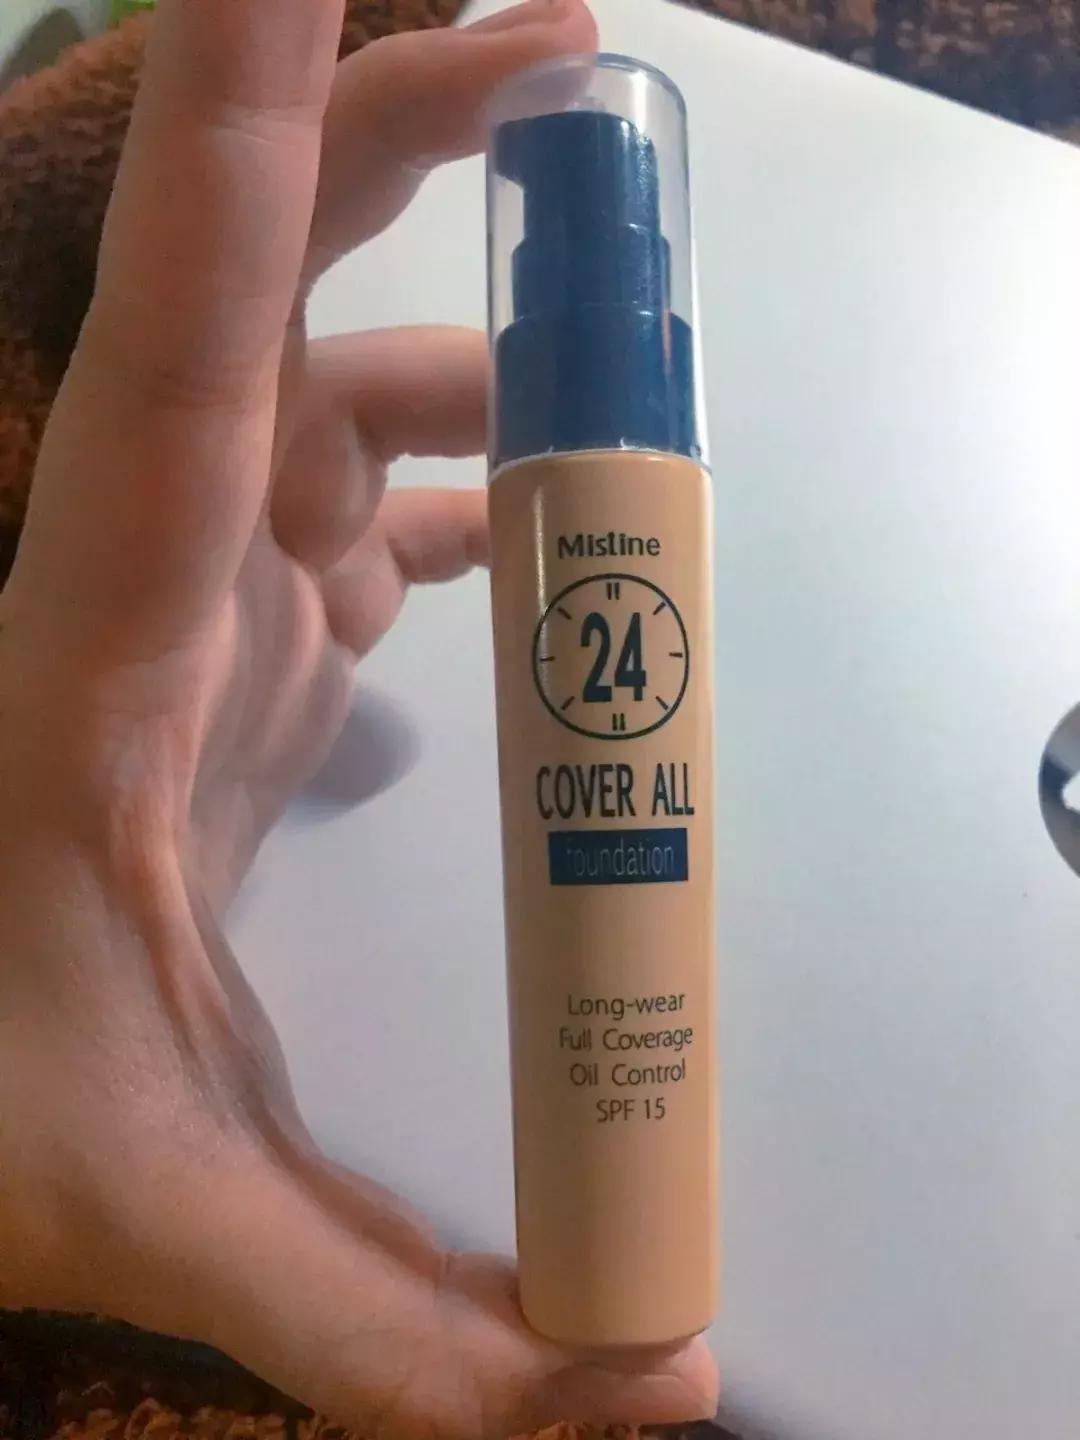 Mistine
24
COVER ALL
foundation
Long-wear
Full Coverage
Oil Control
SPF 15